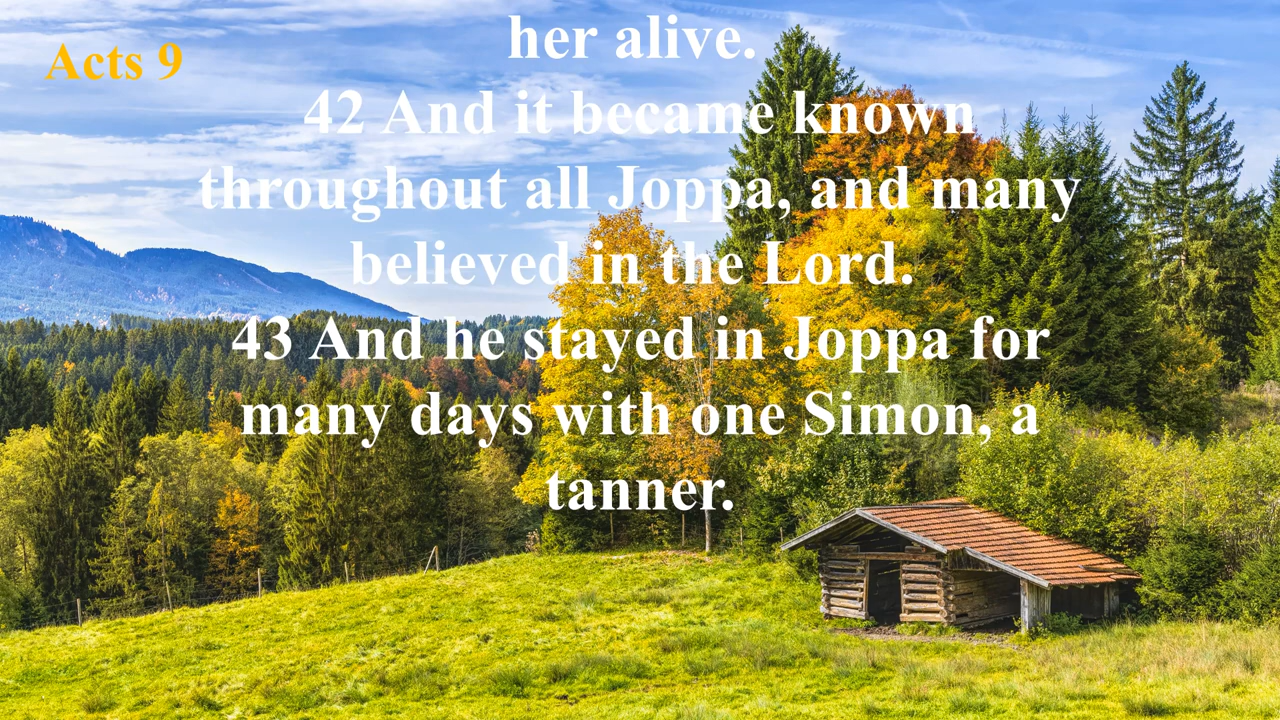 Acts 9
her alive.
42 And it became known
throughout all Joppa, and many
believed in the Lord.
43 And he stayed in Joppa for
many days with one Simon, a
tanner.